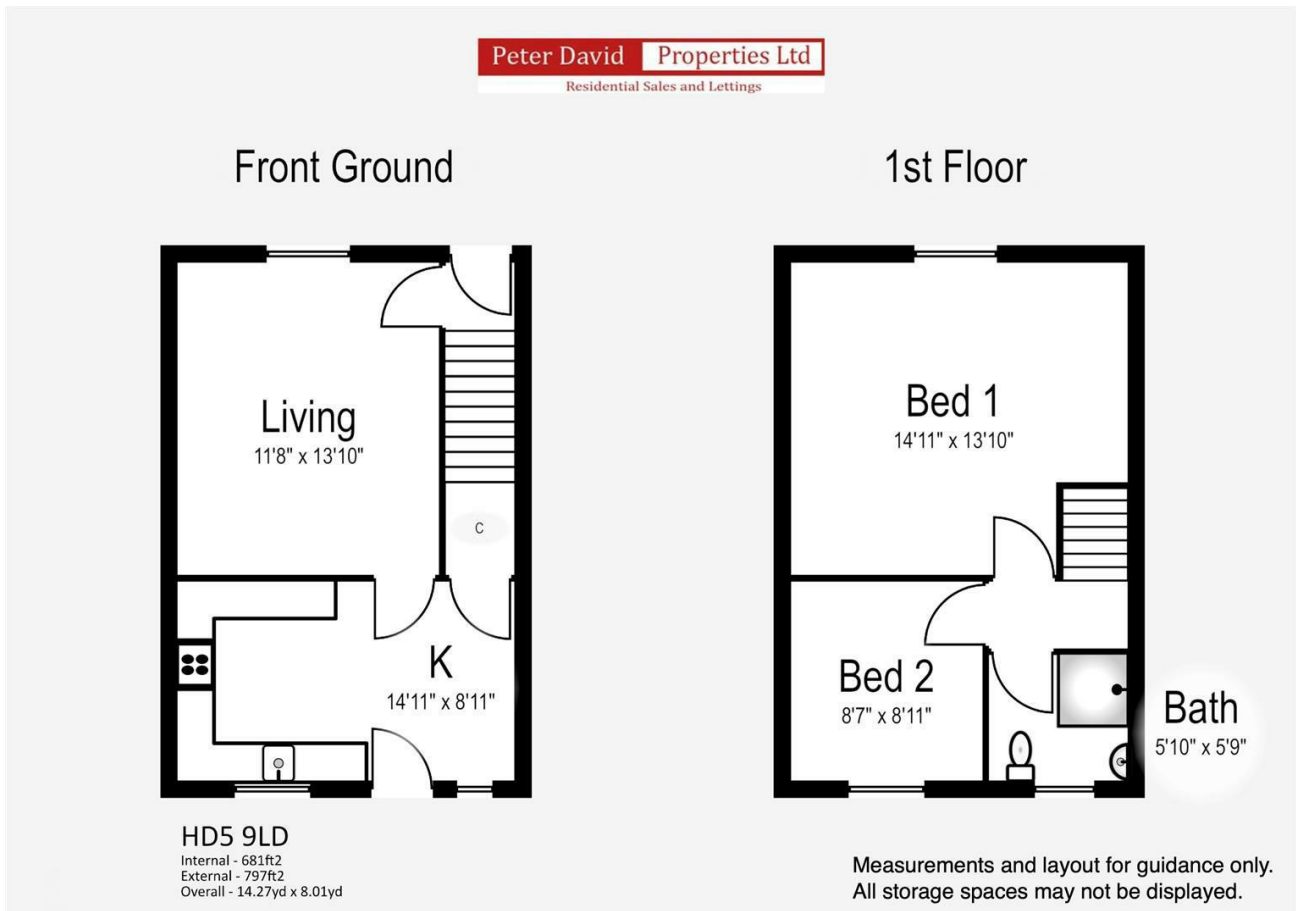 Peter David Properties Ltd
Residential Sales and Lettings
Front Ground
1st Floor
Living
11'8" x 13'10"
C
K
14'11" x 8'11"
Bed 1
14'11" x 13'10"
Bed 2
8'7" x 8'11"
Bath
5'10" x 5'9"
HD5 9LD
Internal - 681ft2
External - 797ft2
Overall - 14.27yd x 8.01yd
Measurements and layout for guidance only.
All storage spaces may not be displayed.